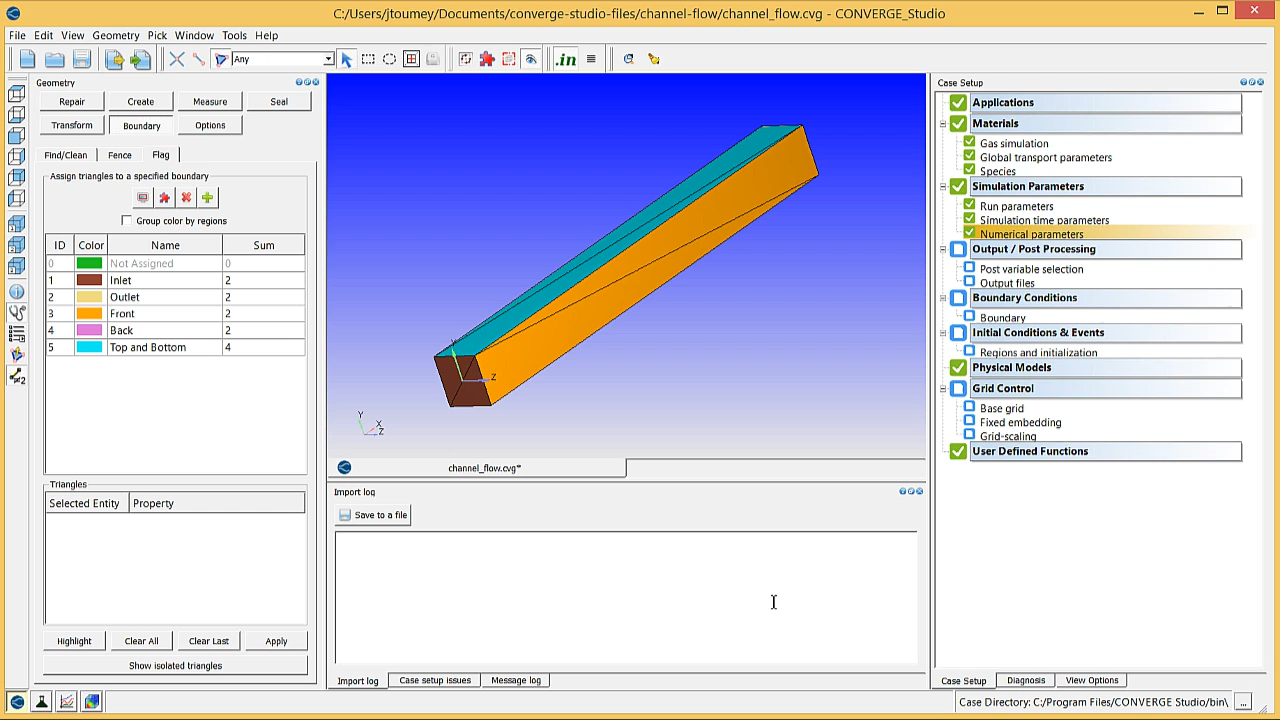 C:/Users/jtoumey/Documents/converge-studio-files/channel-flow/channel_flow.cvg - CONVERGE_Studio
File Edit View Geometry Pick Window Tools Help
Any
.in
Geometry
Repair Create Measure Seal
Transform Boundary Options
Find/Clean Fence Flag
Assign triangles to a specified boundary
Group color by regions
ID Color Name Sum
0 Not Assigned 0
1 Inlet 2
2 Outlet 2
3 Front 2
4 Back 2
5 Top and Bottom 4
Triangles
Selected Entity Property
Highlight Clear All Clear Last Apply
Show isolated triangles
Y
Z
Y
X
Z
channel_flow.cvg*
Import log
Save to a file
Import log Case setup issues Message log
Case Setup
Applications
Materials
Gas simulation
Global transport parameters
Species
Simulation Parameters
Run parameters
Simulation time parameters
Numerical parameters
Output / Post Processing
Post variable selection
Output files
Boundary Conditions
Boundary
Initial Conditions & Events
Regions and initialization
Physical Models
Grid Control
Base grid
Fixed embedding
Grid-scaling
User Defined Functions
Case Setup Diagnosis View Options
Case Directory: C:/Program Files/CONVERGE Studio/bin\ ...